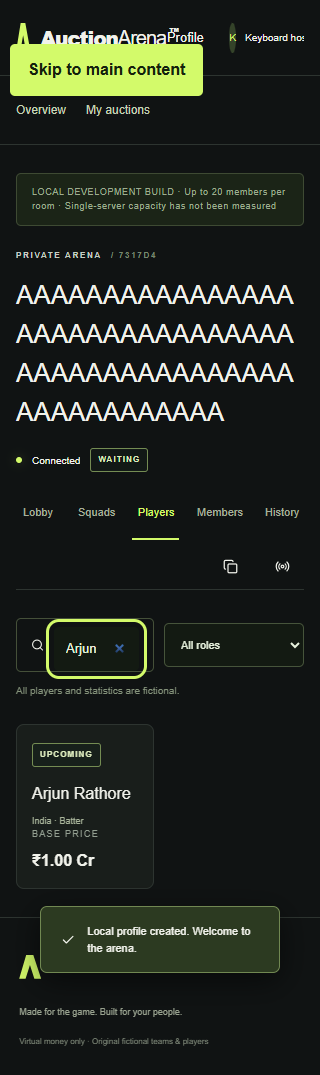 AuctionArena™
Profile
K
Keyboard hos
Skip to main content
Overview
My auctions
LOCAL DEVELOPMENT BUILD · Up to 20 members per
room · Single-server capacity has not been measured
PRIVATE ARENA / 7317D4
AAAAAAAAAAAAAAAA
AAAAAAAAAAAAAAAA
AAAAAAAAAAAAAAAA
AAAAAAAAAAAA
Connected
WAITING
Lobby
Squads
Players
Members
History
Arjun
All roles
All players and statistics are fictional.
UPCOMING
Arjun Rathore
India · Batter
BASE PRICE
₹1.00 Cr
Local profile created. Welcome to
the arena.
Made for the game. Built for your people.
Virtual money only · Original fictional teams & players